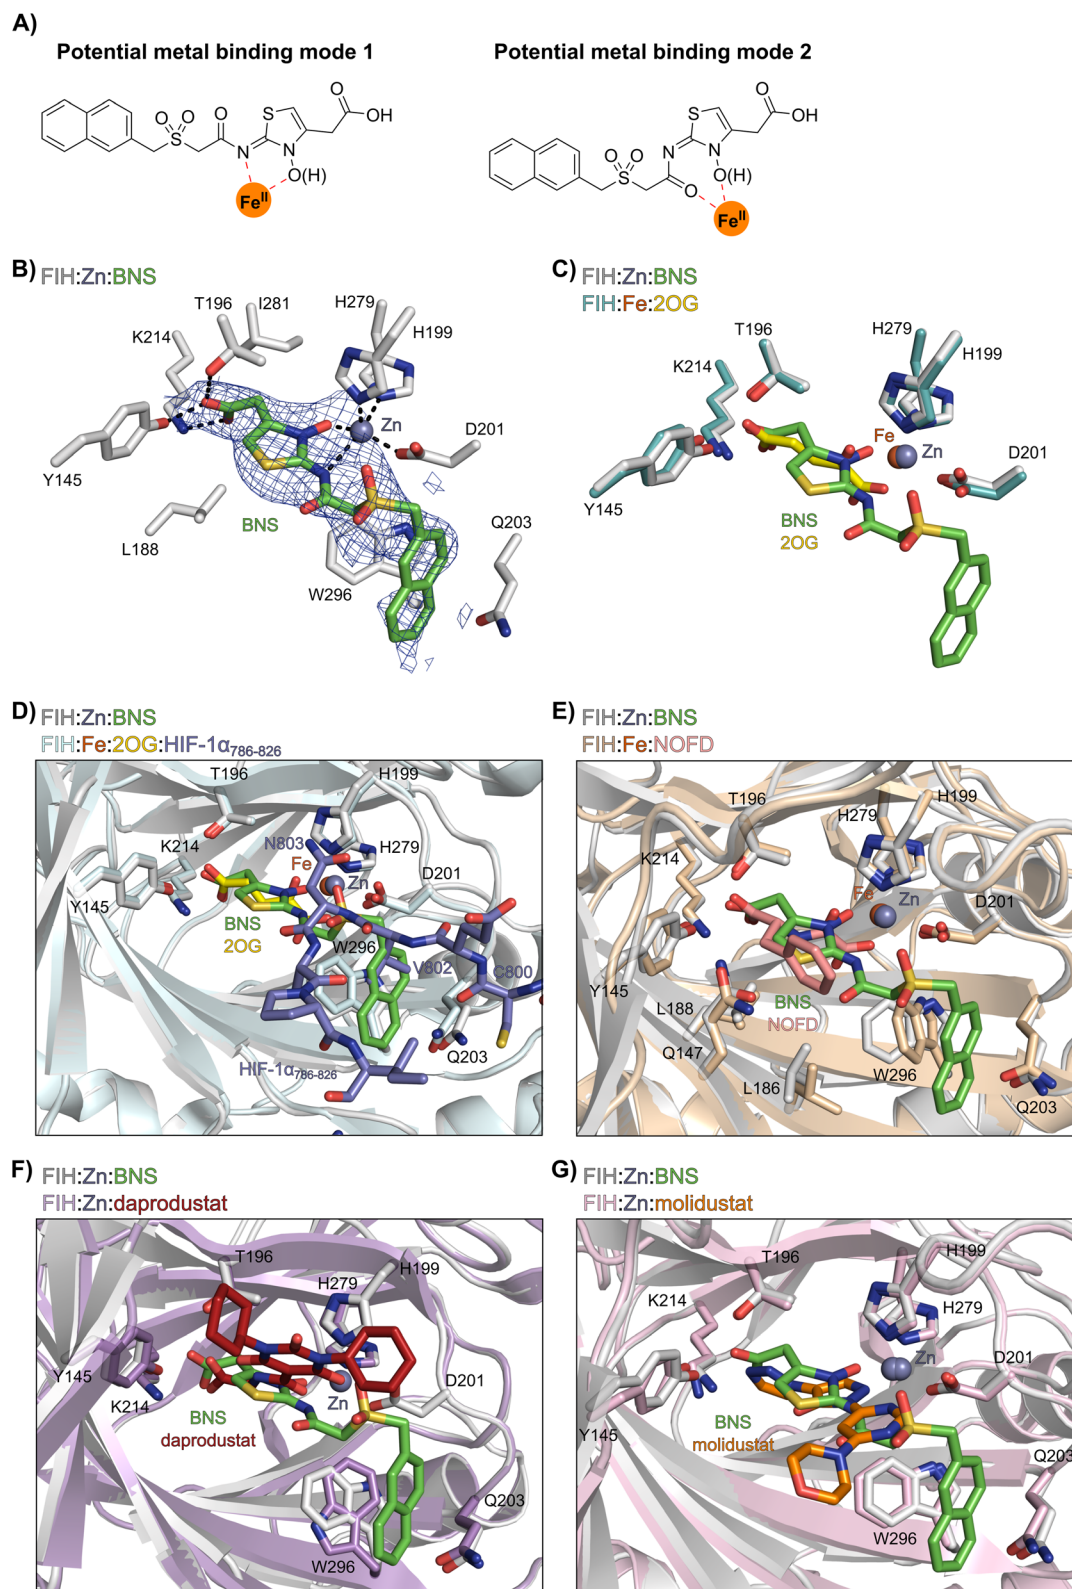 A)
Potential metal binding mode 1
Potential metal binding mode 2
O
OH
S
O O
O
S
N
N
O(H)
Fe^II
O
OH
S
O O
S
N
N
O(H)
O
Fe^II
B) FIH:Zn:BNS
T196
I281
H279
H199
K214
Zn
D201
Y145
BNS
L188
Q203
W296
C) FIH:Zn:BNS
FIH:Fe:2OG
T196
H279
H199
K214
Fe
Zn
D201
Y145
BNS
2OG
D) FIH:Zn:BNS
FIH:Fe:2OG:HIF-1α786-826
T196
H199
N803
K214
Fe
H279
Zn
D201
Y145
BNS
2OG
W296
V802
C800
Q203
HIF-1α786-826
E) FIH:Zn:BNS
FIH:Fe:NOFD
T196
H199
H279
K214
Fe
Zn
D201
Y145
L188
BNS
NOFD
Q147
L186
W296
Q203
F) FIH:Zn:BNS
FIH:Zn:daprodustat
T196
H199
H279
Y145
K214
Zn
D201
BNS
daprodustat
Q203
W296
G) FIH:Zn:BNS
FIH:Zn:molidustat
T196
H199
K214
H279
Zn
D201
BNS
molidustat
Y145
Q203
W296